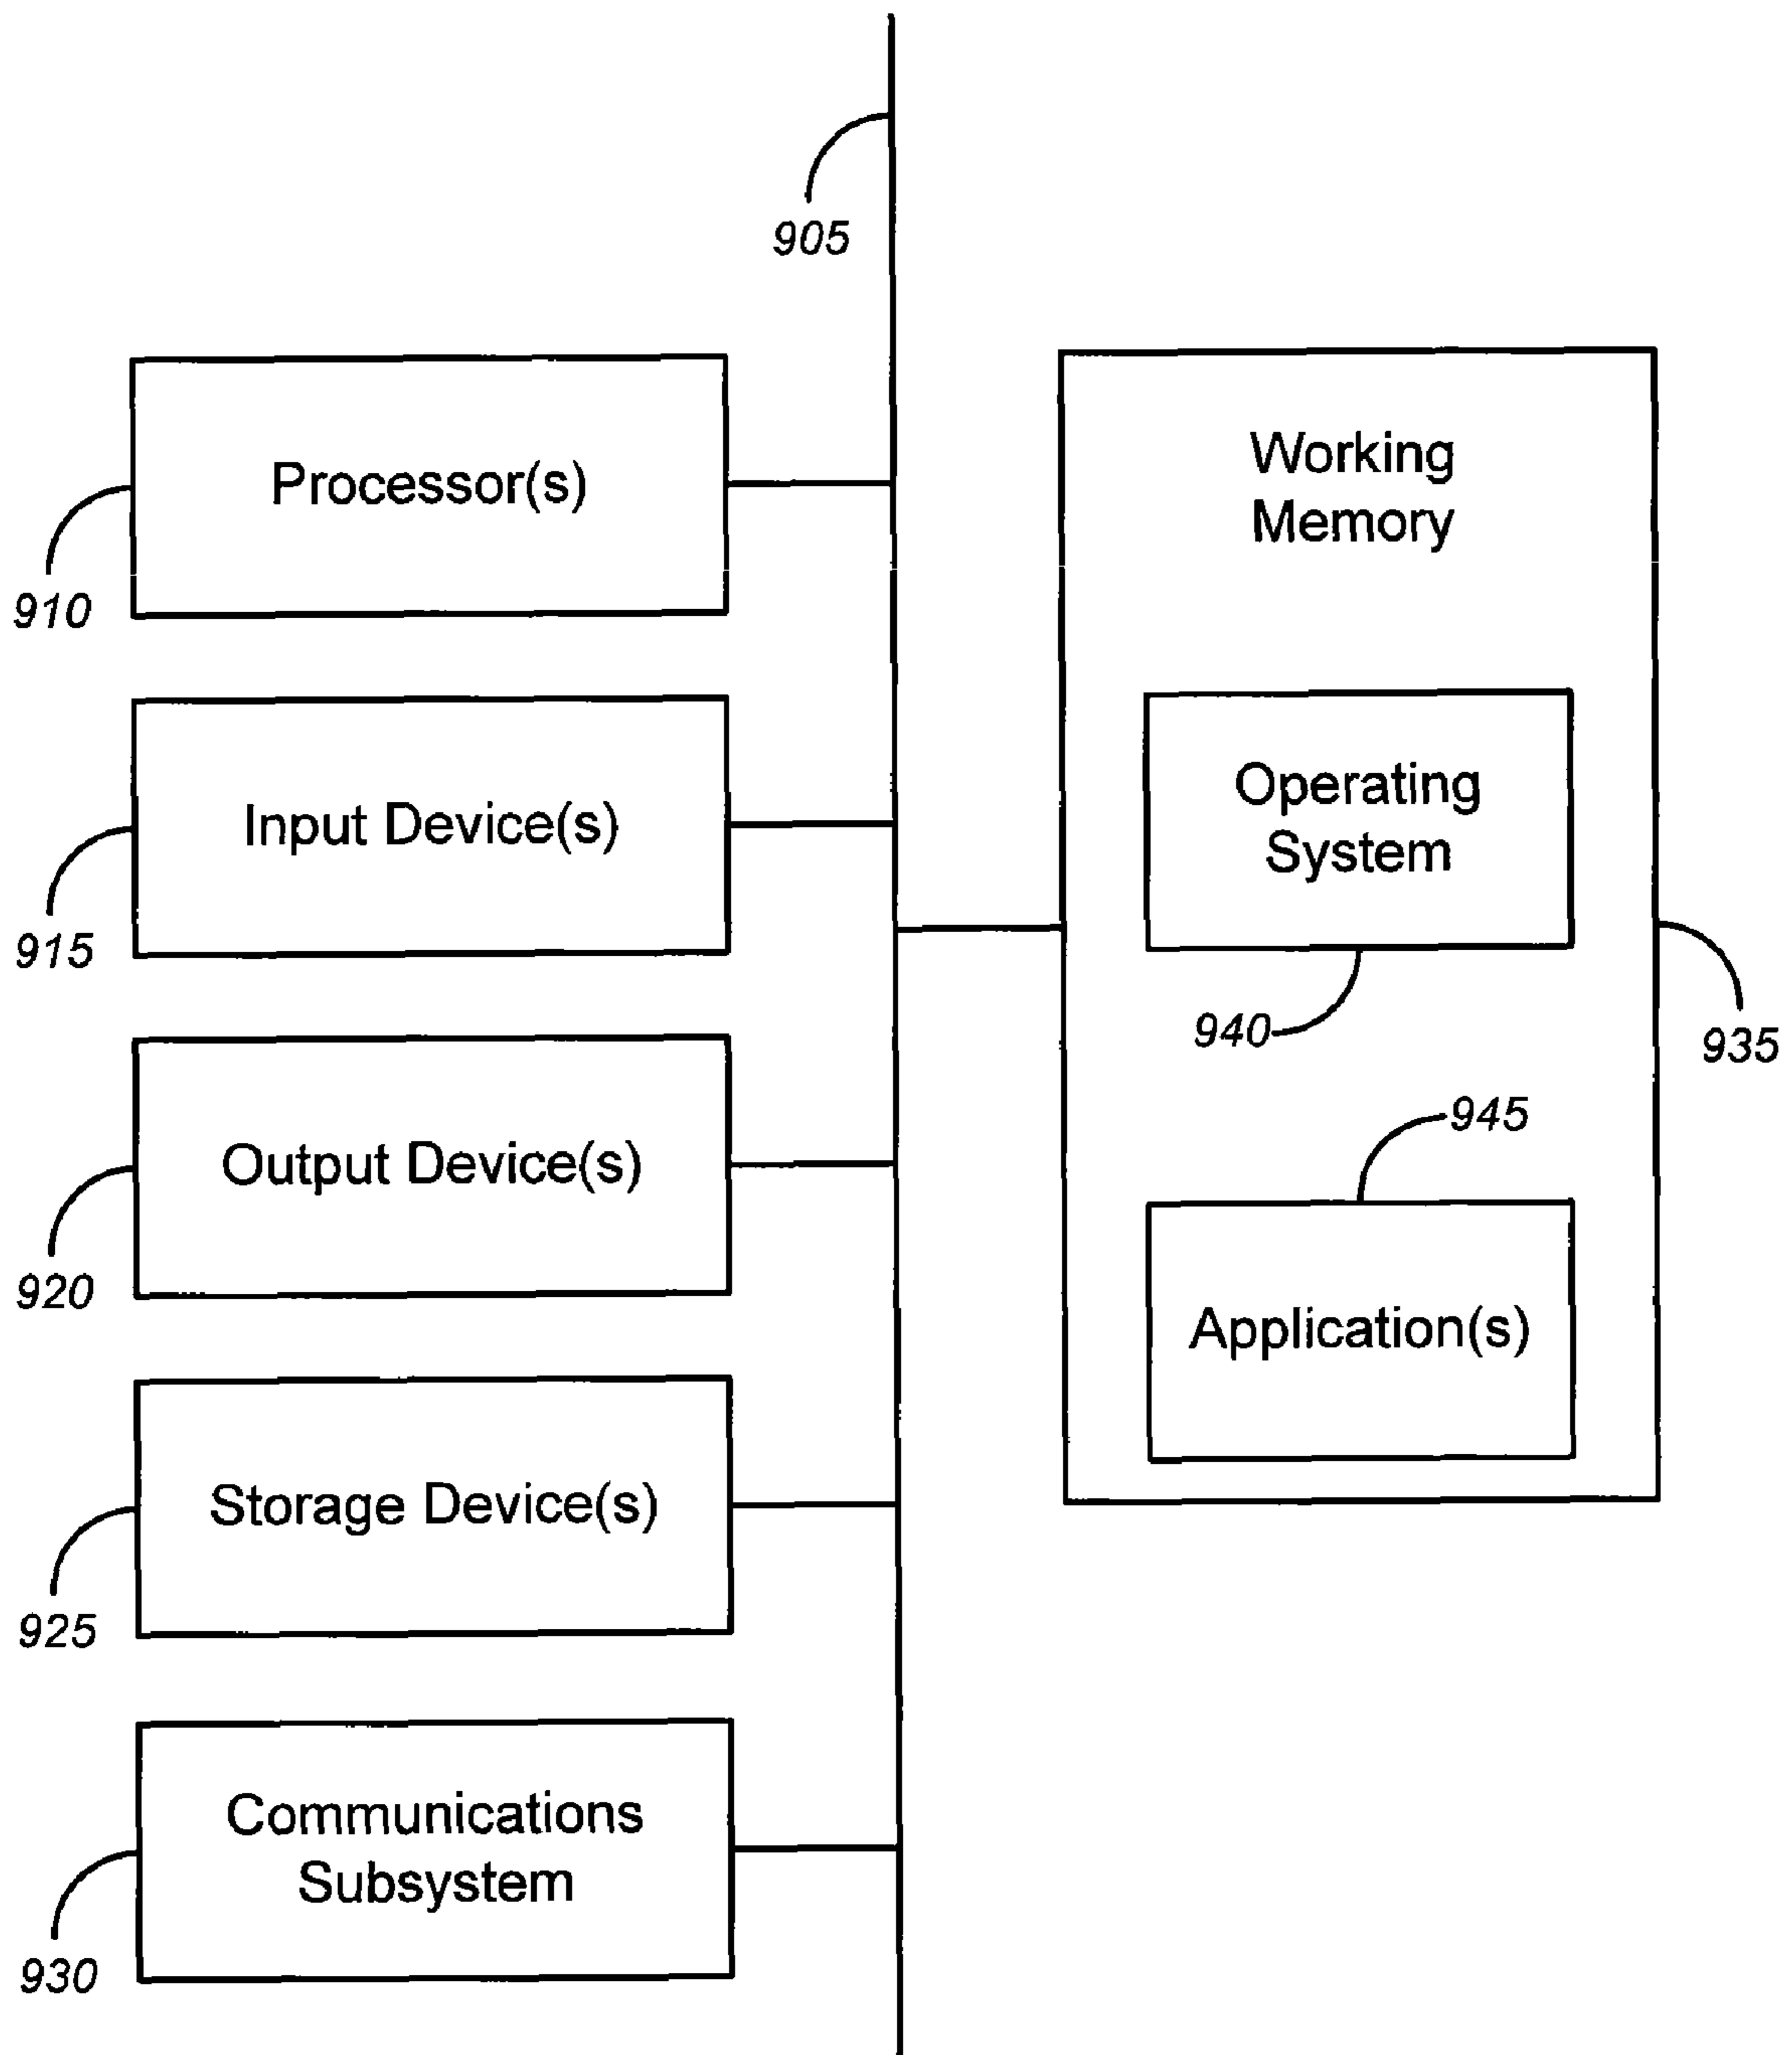 905
Processor(s)
910
Input Device(s)
915
Output Device(s)
920
Storage Device(s)
925
Communications
Subsystem
930
Working
Memory
Operating
System
940
935
945
Application(s)